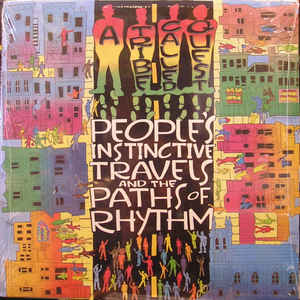 A
TRIBE
CALLED
QUEST
PEOPLE'S
INSTINCTIVE
TRAVELS
AND THE
PATHS OF
RHYTHM